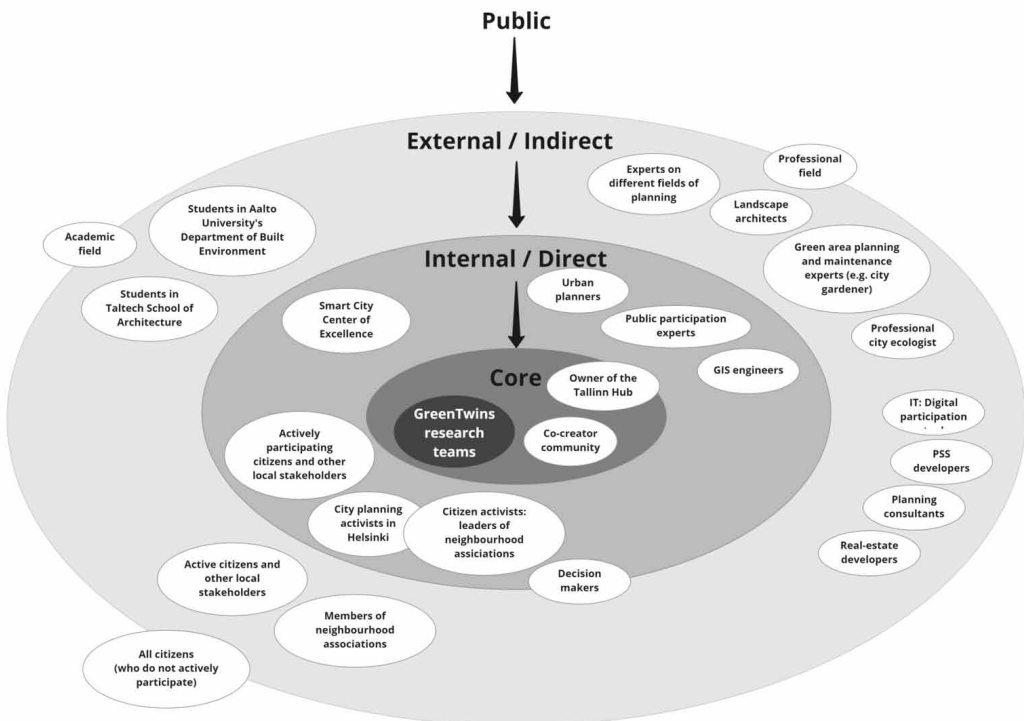 Public
External / Indirect
Professional
field
Experts on
different fields of
planning
Landscape
architects
Students in Aalto
University's
Department of Built
Environment
Academic
field
Green area planning
and maintenance
experts (e.g. city
gardener)
Internal / Direct
Urban
planners
Students in
Taltech School of
Architecture
Smart City
Center of
Excellence
Public participation
experts
Professional
city ecologist
GIS engineers
Core
Owner of the
Tallinn Hub
GreenTwins
research
teams
Co-creator
community
IT: Digital
participation
Actively
participating
citizens and other
local stakeholders
PSS
developers
City planning
activists in
Helsinki
Citizen activists:
leaders of
neighbourhood
assiciations
Planning
consultants
Real-estate
developers
Active citizens and
other local
stakeholders
Decision
makers
Members of
neighbourhood
associations
All citizens
(who do not actively
participate)